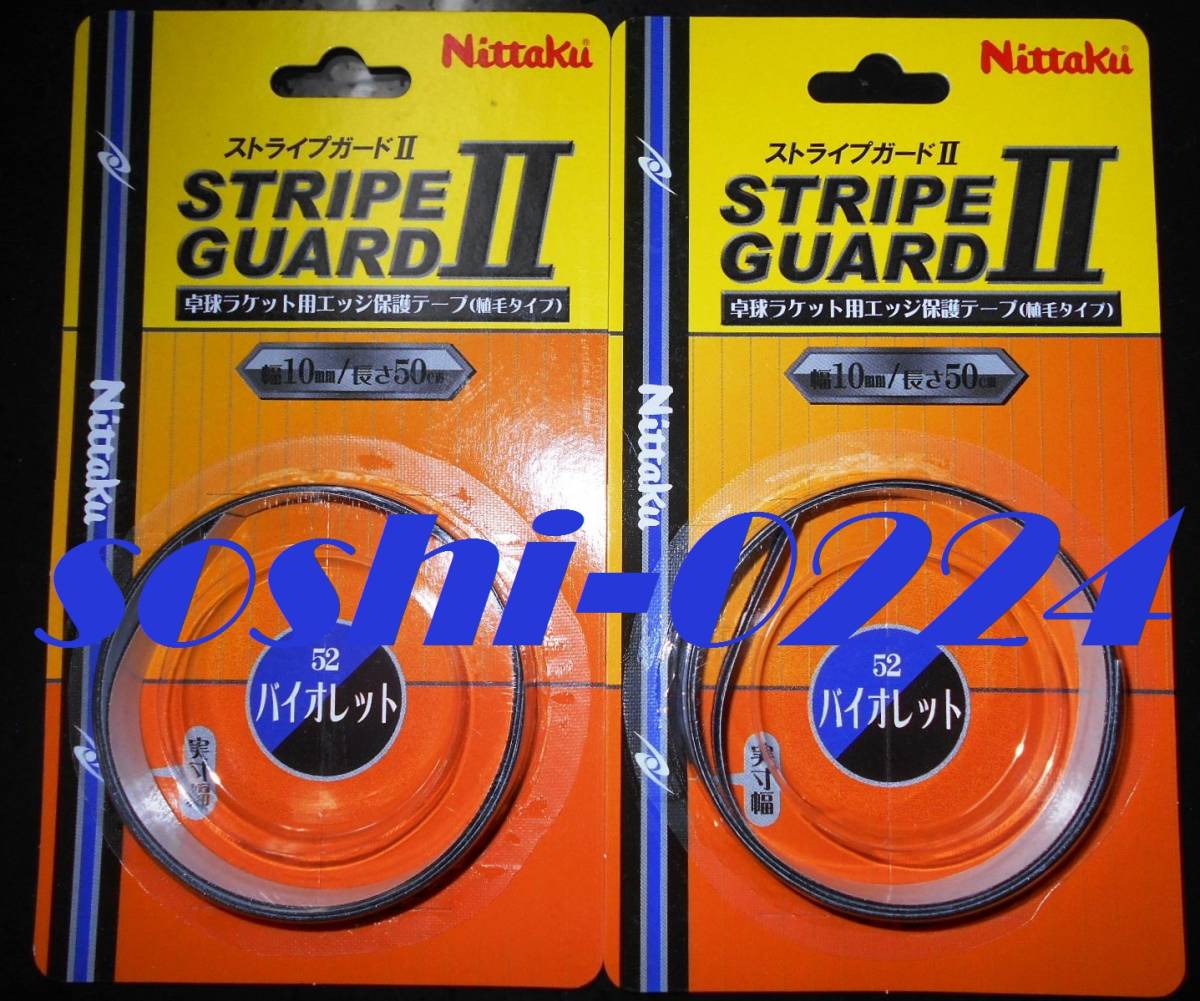 Nittaku
ストライプガードⅡ
STRIPE
GUARD Ⅱ
卓球ラケット用エッジ保護テープ(植毛タイプ)
幅10mm/長さ50cm
Nittaku
52
バイオレット
実寸幅
Nittaku
ストライプガードⅡ
STRIPE
GUARD Ⅱ
卓球ラケット用エッジ保護テープ(植毛タイプ)
幅10mm/長さ50cm
Nittaku
52
バイオレット
実寸幅
soshi-0224